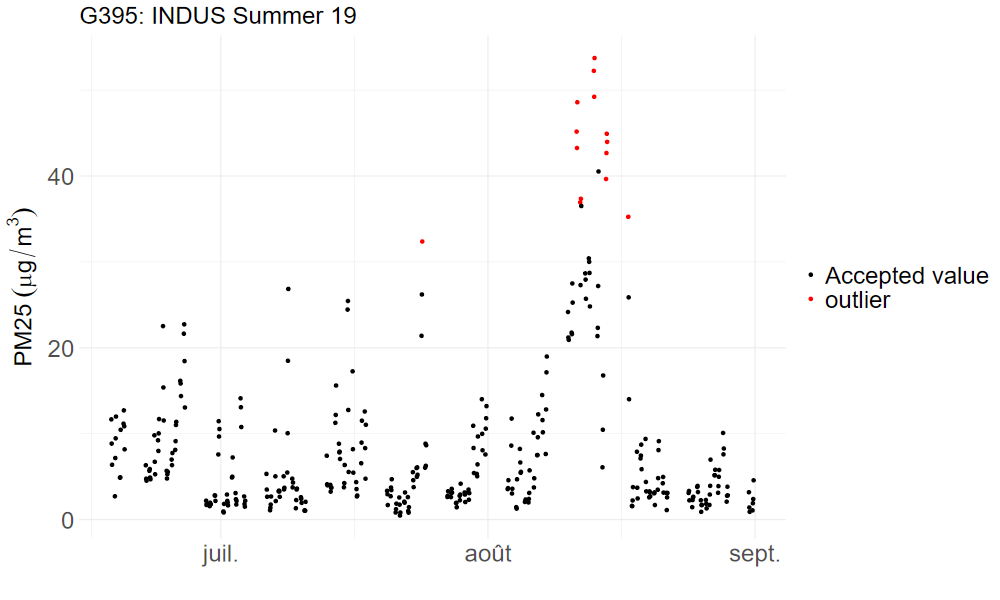 G395: INDUS Summer 19
PM25 (μg/m³)
40
20
0
juil.
août
sept.
Accepted value
outlier